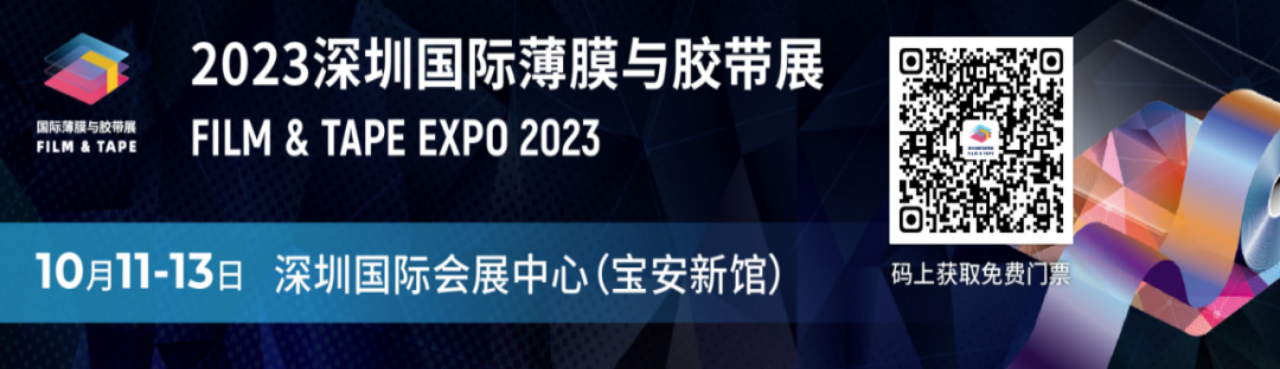 2023深圳国际薄膜与胶带展
FILM & TAPE EXPO 2023
国际薄膜与胶带展
FILM & TAPE
10月11-13日 深圳国际会展中心(宝安新馆)
FILM & TAPE
码上获取免费门票